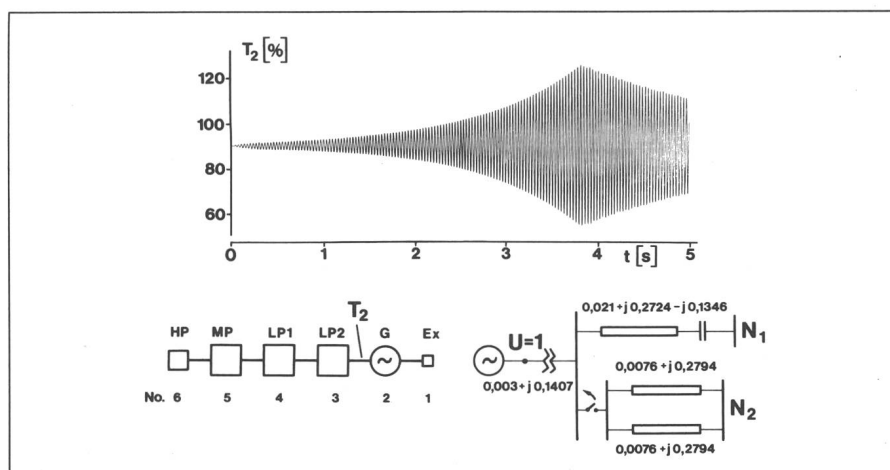 T2 [%]
120
100
80
60
0 1 2 3 4 5
t [s]
T2
HP MP LP1 LP2 G Ex
No. 6 5 4 3 2 1
0,021 + j 0,2724 - j 0,1346
N1
U=1
0,003 + j 0,1407
0,0076 + j 0,2794
N2
0,0076 + j 0,2794